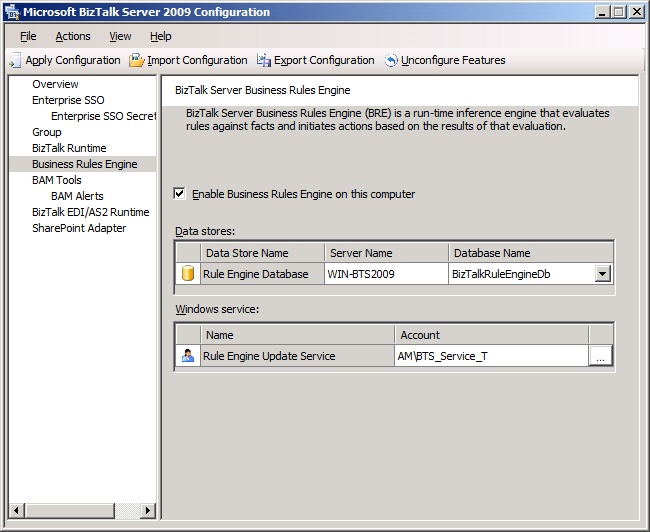 Microsoft BizTalk Server 2009 Configuration
File Actions View Help
Apply Configuration Import Configuration Export Configuration Unconfigure Features
Overview
Enterprise SSO
Enterprise SSO Secret
Group
BizTalk Runtime
Business Rules Engine
BAM Tools
BAM Alerts
BizTalk EDI/AS2 Runtime
SharePoint Adapter
BizTalk Server Business Rules Engine
BizTalk Server Business Rules Engine (BRE) is a run-time inference engine that evaluates
rules against facts and initiates actions based on the results of that evaluation.
Enable Business Rules Engine on this computer
Data stores:
Data Store Name Server Name Database Name
Rule Engine Database WIN-BTS2009 BizTalkRuleEngineDb
Windows service:
Name Account
Rule Engine Update Service AM\BTS_Service_T ...